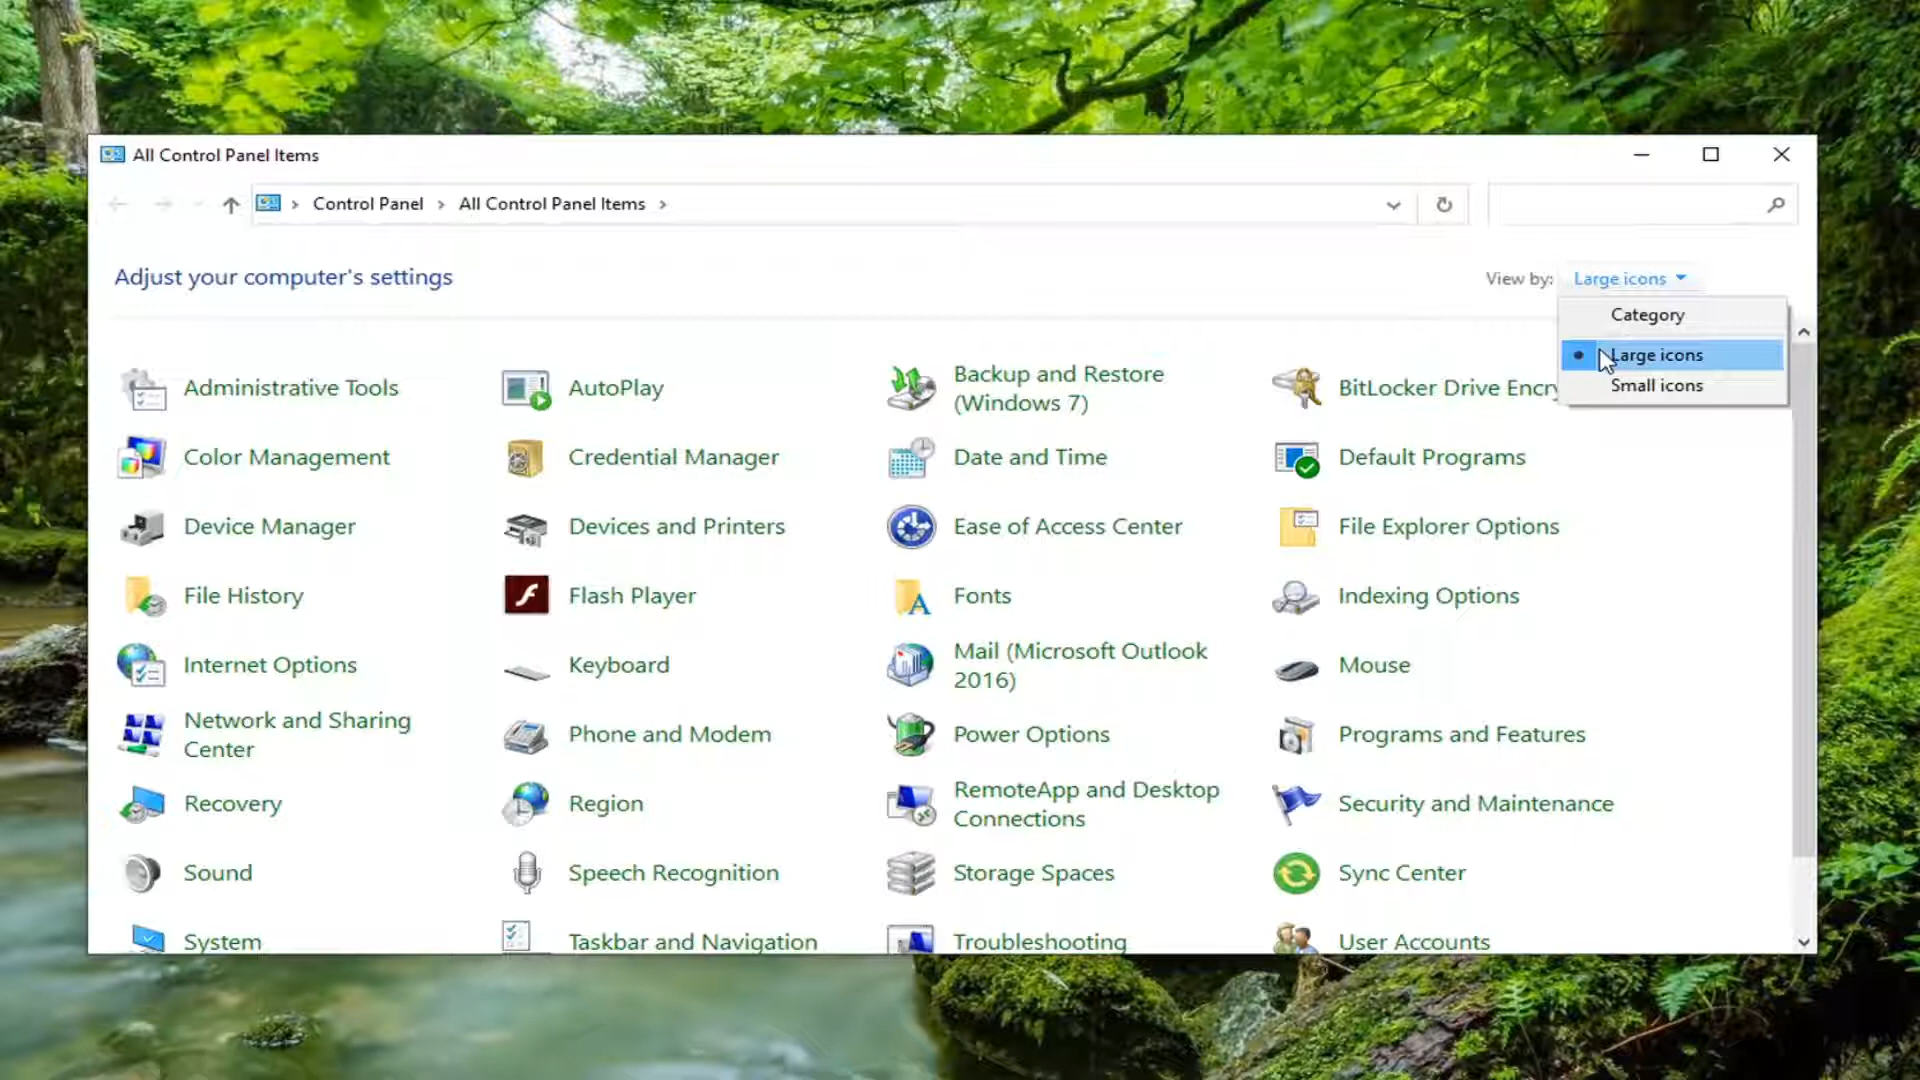 All Control Panel Items
Control Panel
All Control Panel Items
Adjust your computer's settings
View by:
Large icons
Category
Large icons
Small icons
Administrative Tools
AutoPlay
Backup and Restore
(Windows 7)
BitLocker Drive Encry
Color Management
Credential Manager
Date and Time
Default Programs
Device Manager
Devices and Printers
Ease of Access Center
File Explorer Options
File History
Flash Player
Fonts
Indexing Options
Internet Options
Keyboard
Mail (Microsoft Outlook
2016)
Mouse
Network and Sharing
Center
Phone and Modem
Power Options
Programs and Features
Recovery
Region
RemoteApp and Desktop
Connections
Security and Maintenance
Sound
Speech Recognition
Storage Spaces
Sync Center
System
Taskbar and Navigation
Troubleshooting
User Accounts